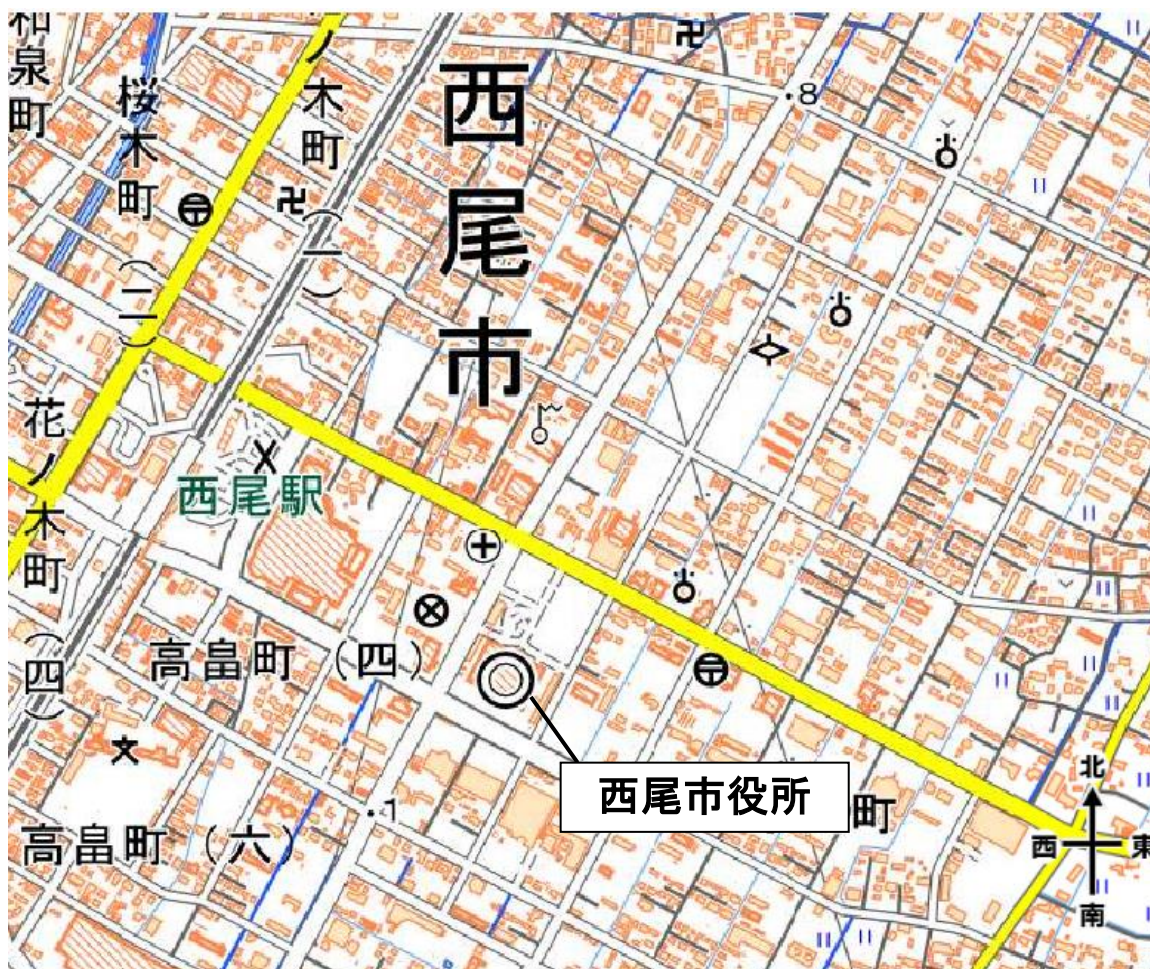 和泉町
桜木町（二）
ノ木町（一）
西尾市
.8
花ノ木町（四）
西尾駅
高畠町（四）
西尾市役所
町
高畠町（六）
.1
北
西
東
南